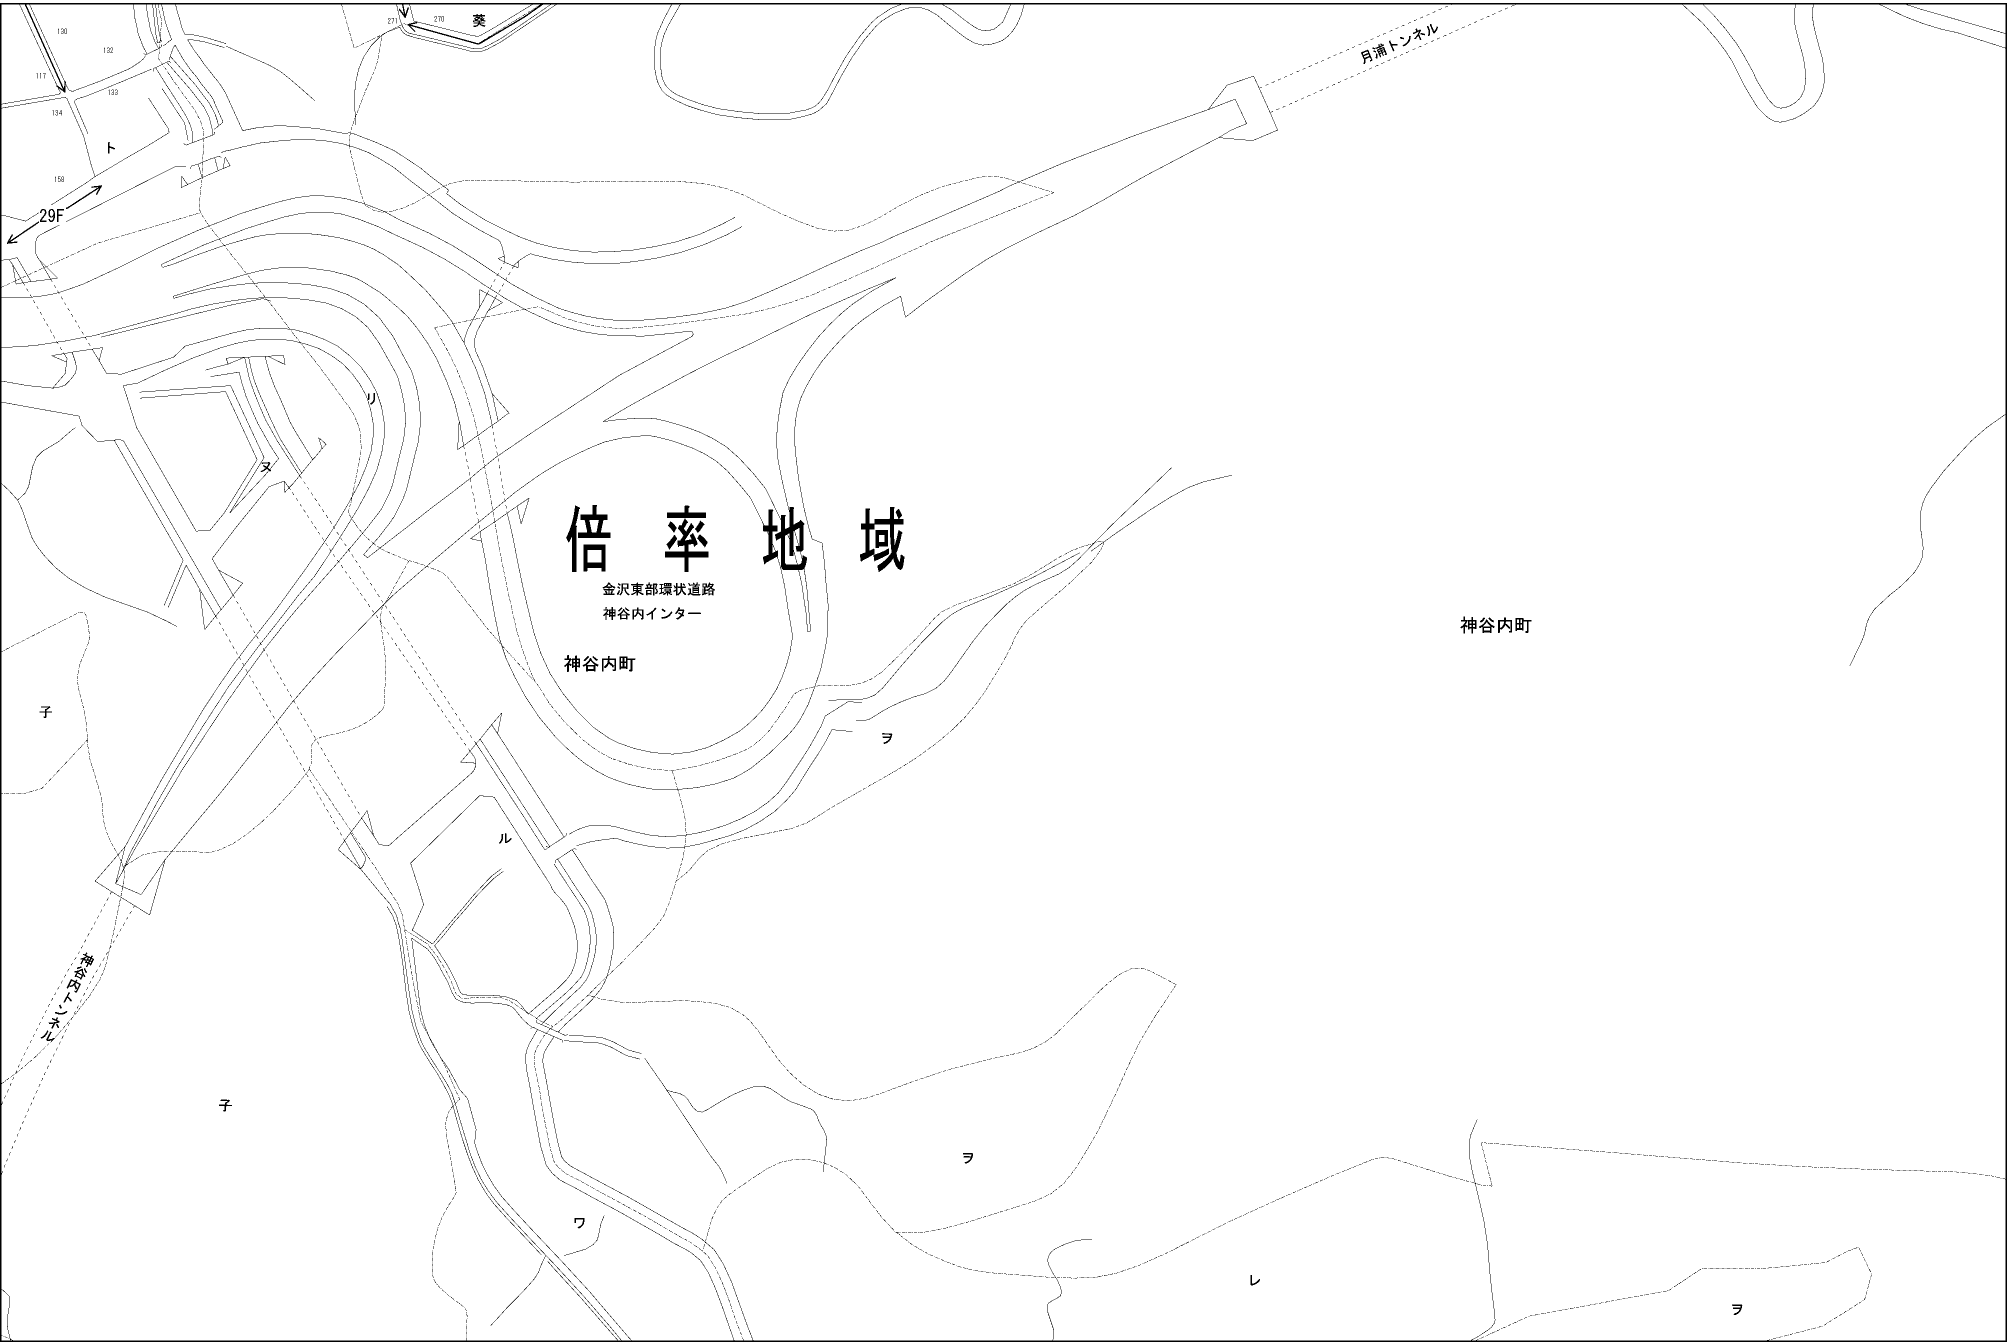 130
132
117
133
134
ト
158
29F
271
270
葵
月浦トンネル
リ
ヌ
倍率地域
金沢東部環状道路
神谷内インター
神谷内町
神谷内町
子
ヲ
ル
神谷内トンネル
子
ヲ
ワ
レ
ヲ